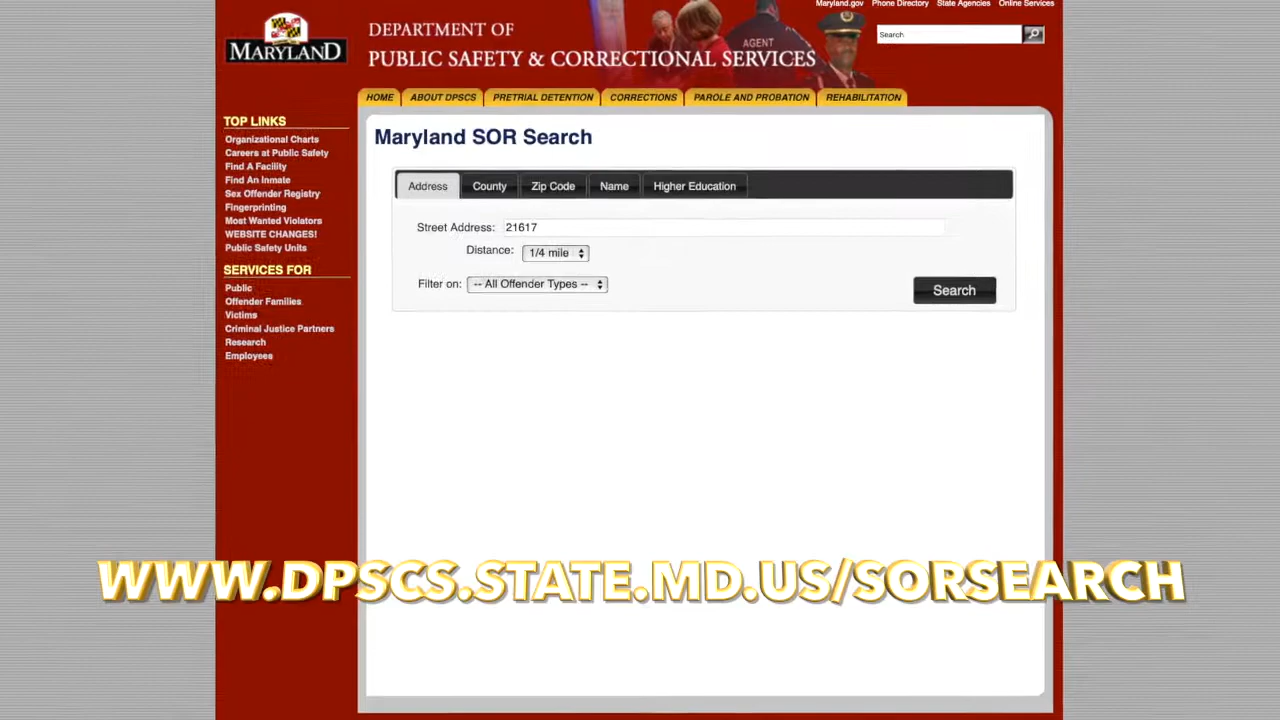 Maryland.gov Phone Directory State Agencies Online Services
MARYLAND
DEPARTMENT OF
PUBLIC SAFETY & CORRECTIONAL SERVICES
AGENT
Search
HOME ABOUT DPSCS PRETRIAL DETENTION CORRECTIONS PAROLE AND PROBATION REHABILITATION
TOP LINKS
Organizational Charts
Careers at Public Safety
Find A Facility
Find An Inmate
Sex Offender Registry
Fingerprinting
Most Wanted Violators
WEBSITE CHANGES!
Public Safety Units
SERVICES FOR
Public
Offender Families
Victims
Criminal Justice Partners
Research
Employees
Maryland SOR Search
Address County Zip Code Name Higher Education
Street Address: 21617
Distance: 1/4 mile
Filter on: -- All Offender Types --
Search
WWW.DPSCS.STATE.MD.US/SORSEARCH